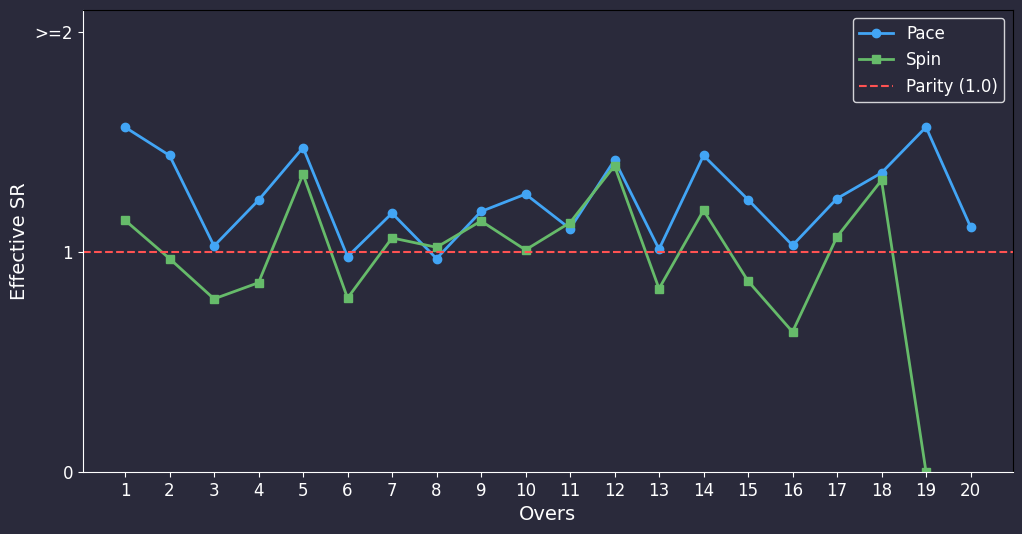 >=2
1
0
Effective SR
Pace
Spin
Parity (1.0)
1 2 3 4 5 6 7 8 9 10 11 12 13 14 15 16 17 18 19 20
Overs